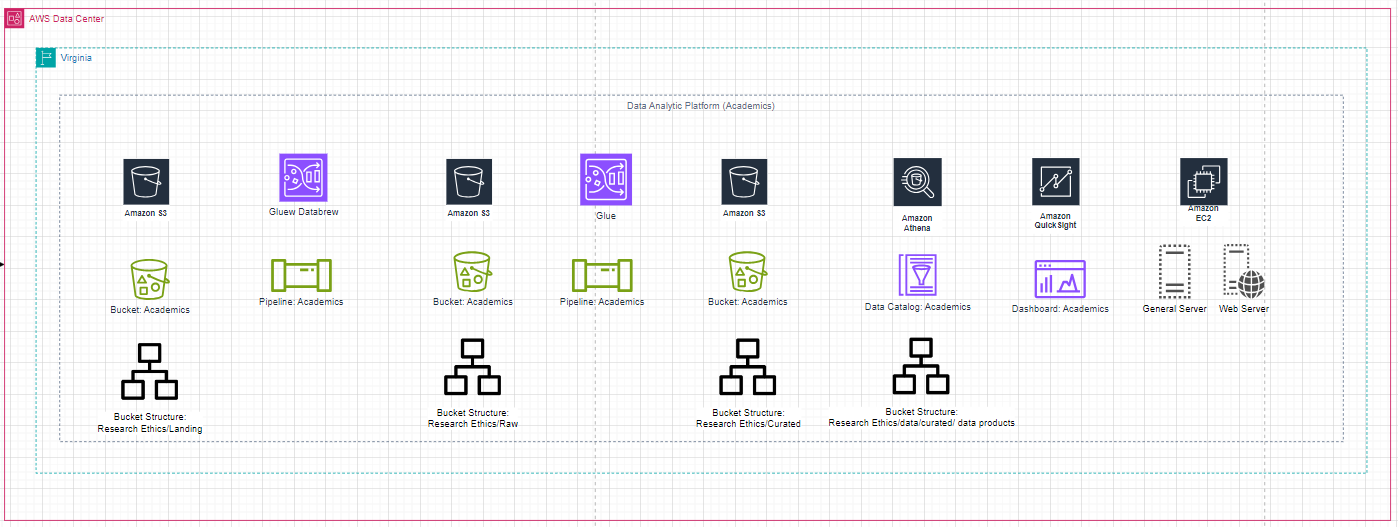 AWS Data Center
Virginia
Data Analytic Platform (Academics)
Amazon S3
Gluew Databrew
Amazon S3
Glue
Amazon S3
Amazon
Athena
Amazon
QuickSight
Amazon
EC2
Bucket: Academics
Pipeline: Academics
Bucket: Academics
Pipeline: Academics
Bucket: Academics
Data Catalog: Academics
Dashboard: Academics
General Server
Web Server
Bucket Structure:
Research Ethics/Landing
Bucket Structure:
Research Ethics/Raw
Bucket Structure:
Research Ethics/Curated
Bucket Structure:
Research Ethics/data/curated/ data products